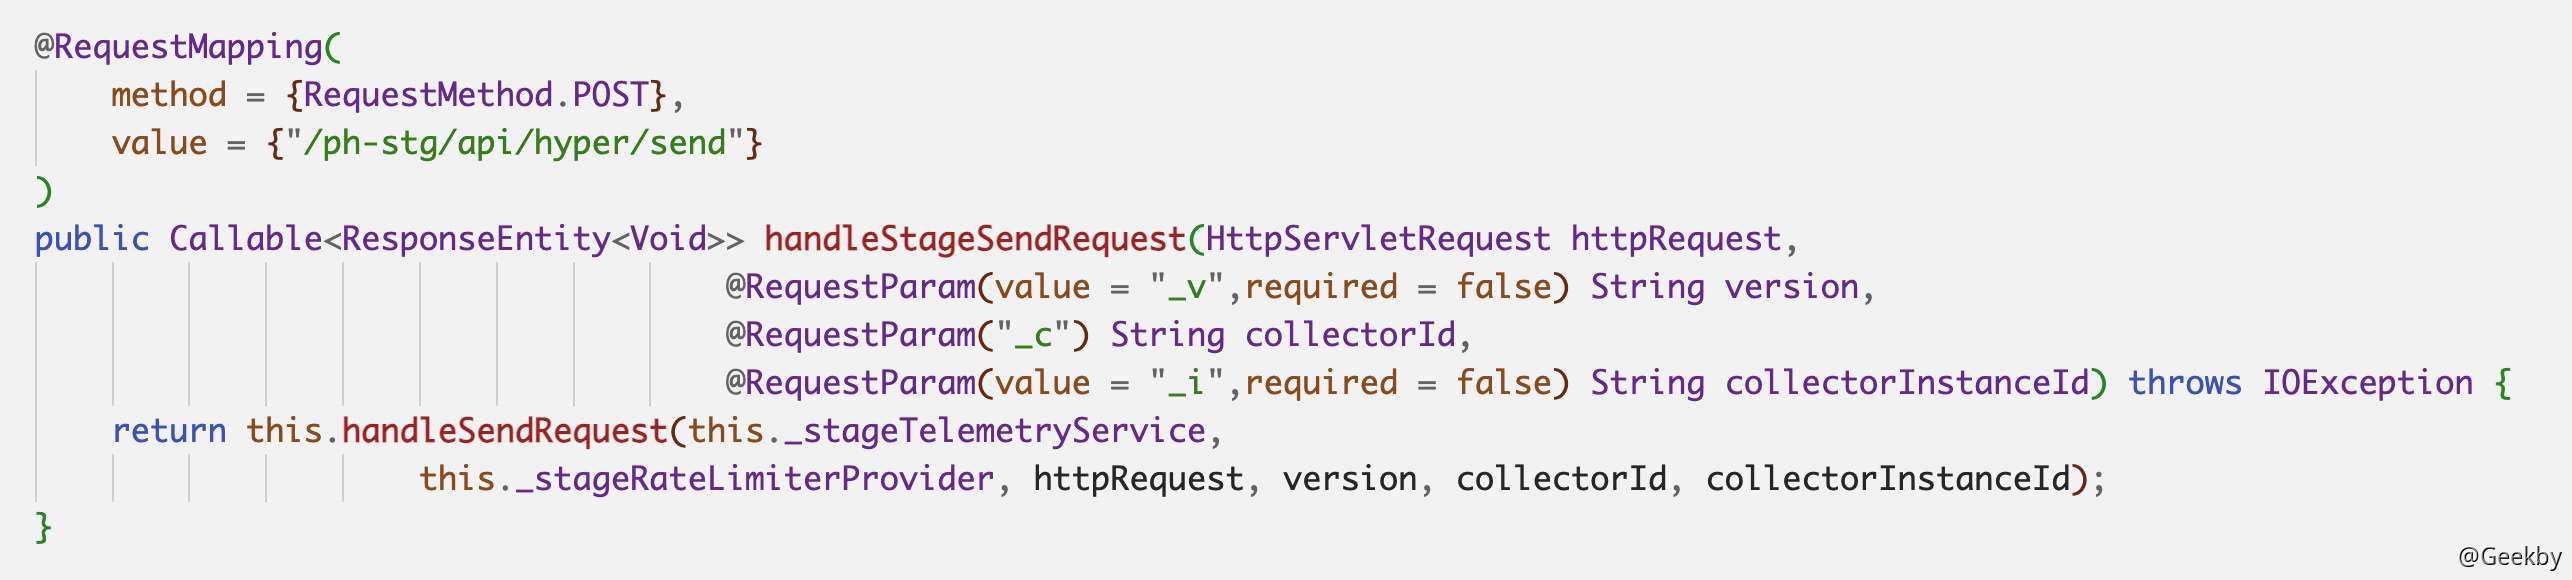 @RequestMapping(
    method = {RequestMethod.POST},
    value = {"/ph-stg/api/hyper/send"}
)
public Callable<ResponseEntity<Void>> handleStageSendRequest(HttpServletRequest httpRequest,
                                    @RequestParam(value = "_v",required = false) String version,
                                    @RequestParam("_c") String collectorId,
                                    @RequestParam(value = "_i",required = false) String collectorInstanceId) throws IOException {
    return this.handleSendRequest(this._stageTelemetryService,
                    this._stageRateLimiterProvider, httpRequest, version, collectorId, collectorInstanceId);
}
@Geekby